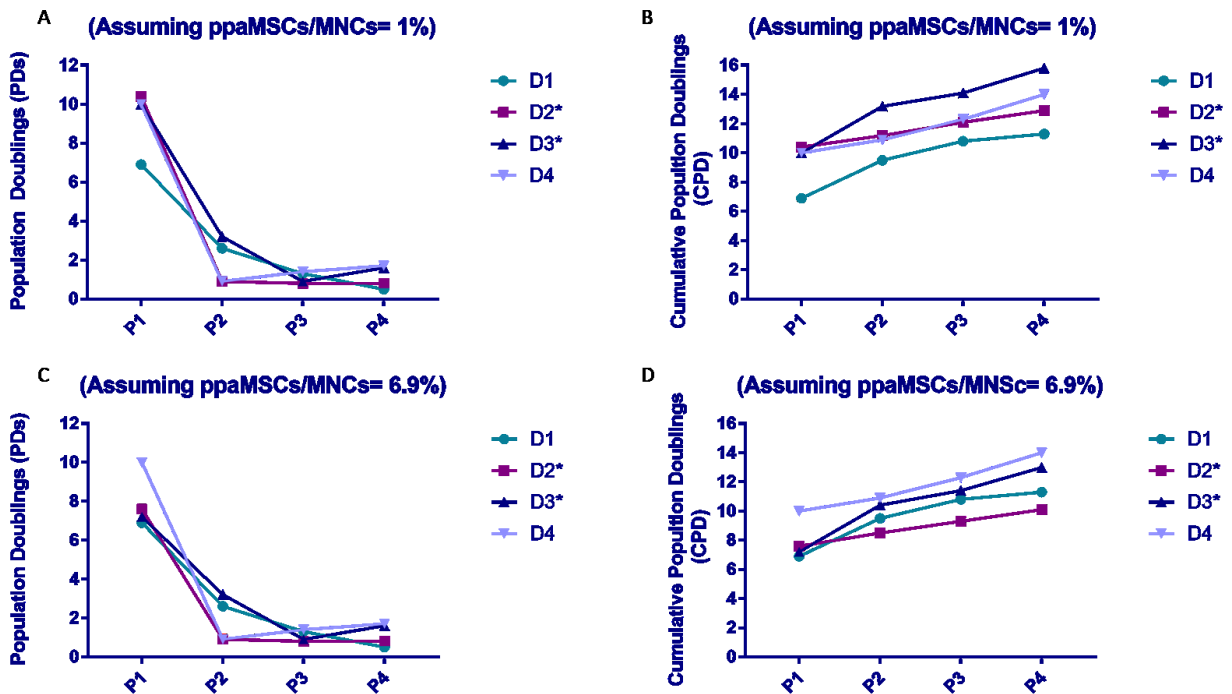 A
(Assuming ppaMSCs/MNCs= 1%)
Population Doublings (PDs)
12
10
8
6
4
2
0
P1
P2
P3
P4
D1
D2*
D3*
D4
B
(Assuming ppaMSCs/MNCs= 1%)
Cumulative Popultion Doublings
(CPD)
16
14
12
10
8
6
4
2
0
P1
P2
P3
P4
D1
D2*
D3*
D4
C
(Assuming ppaMSCs/MNCs= 6.9%)
Population Doublings (PDs)
12
10
8
6
4
2
0
P1
P2
P3
P4
D1
D2*
D3*
D4
D
(Assuming ppaMSCs/MNSc= 6.9%)
Cumulative Popultion Doublings
(CPD)
16
14
12
10
8
6
4
2
0
P1
P2
P3
P4
D1
D2*
D3*
D4